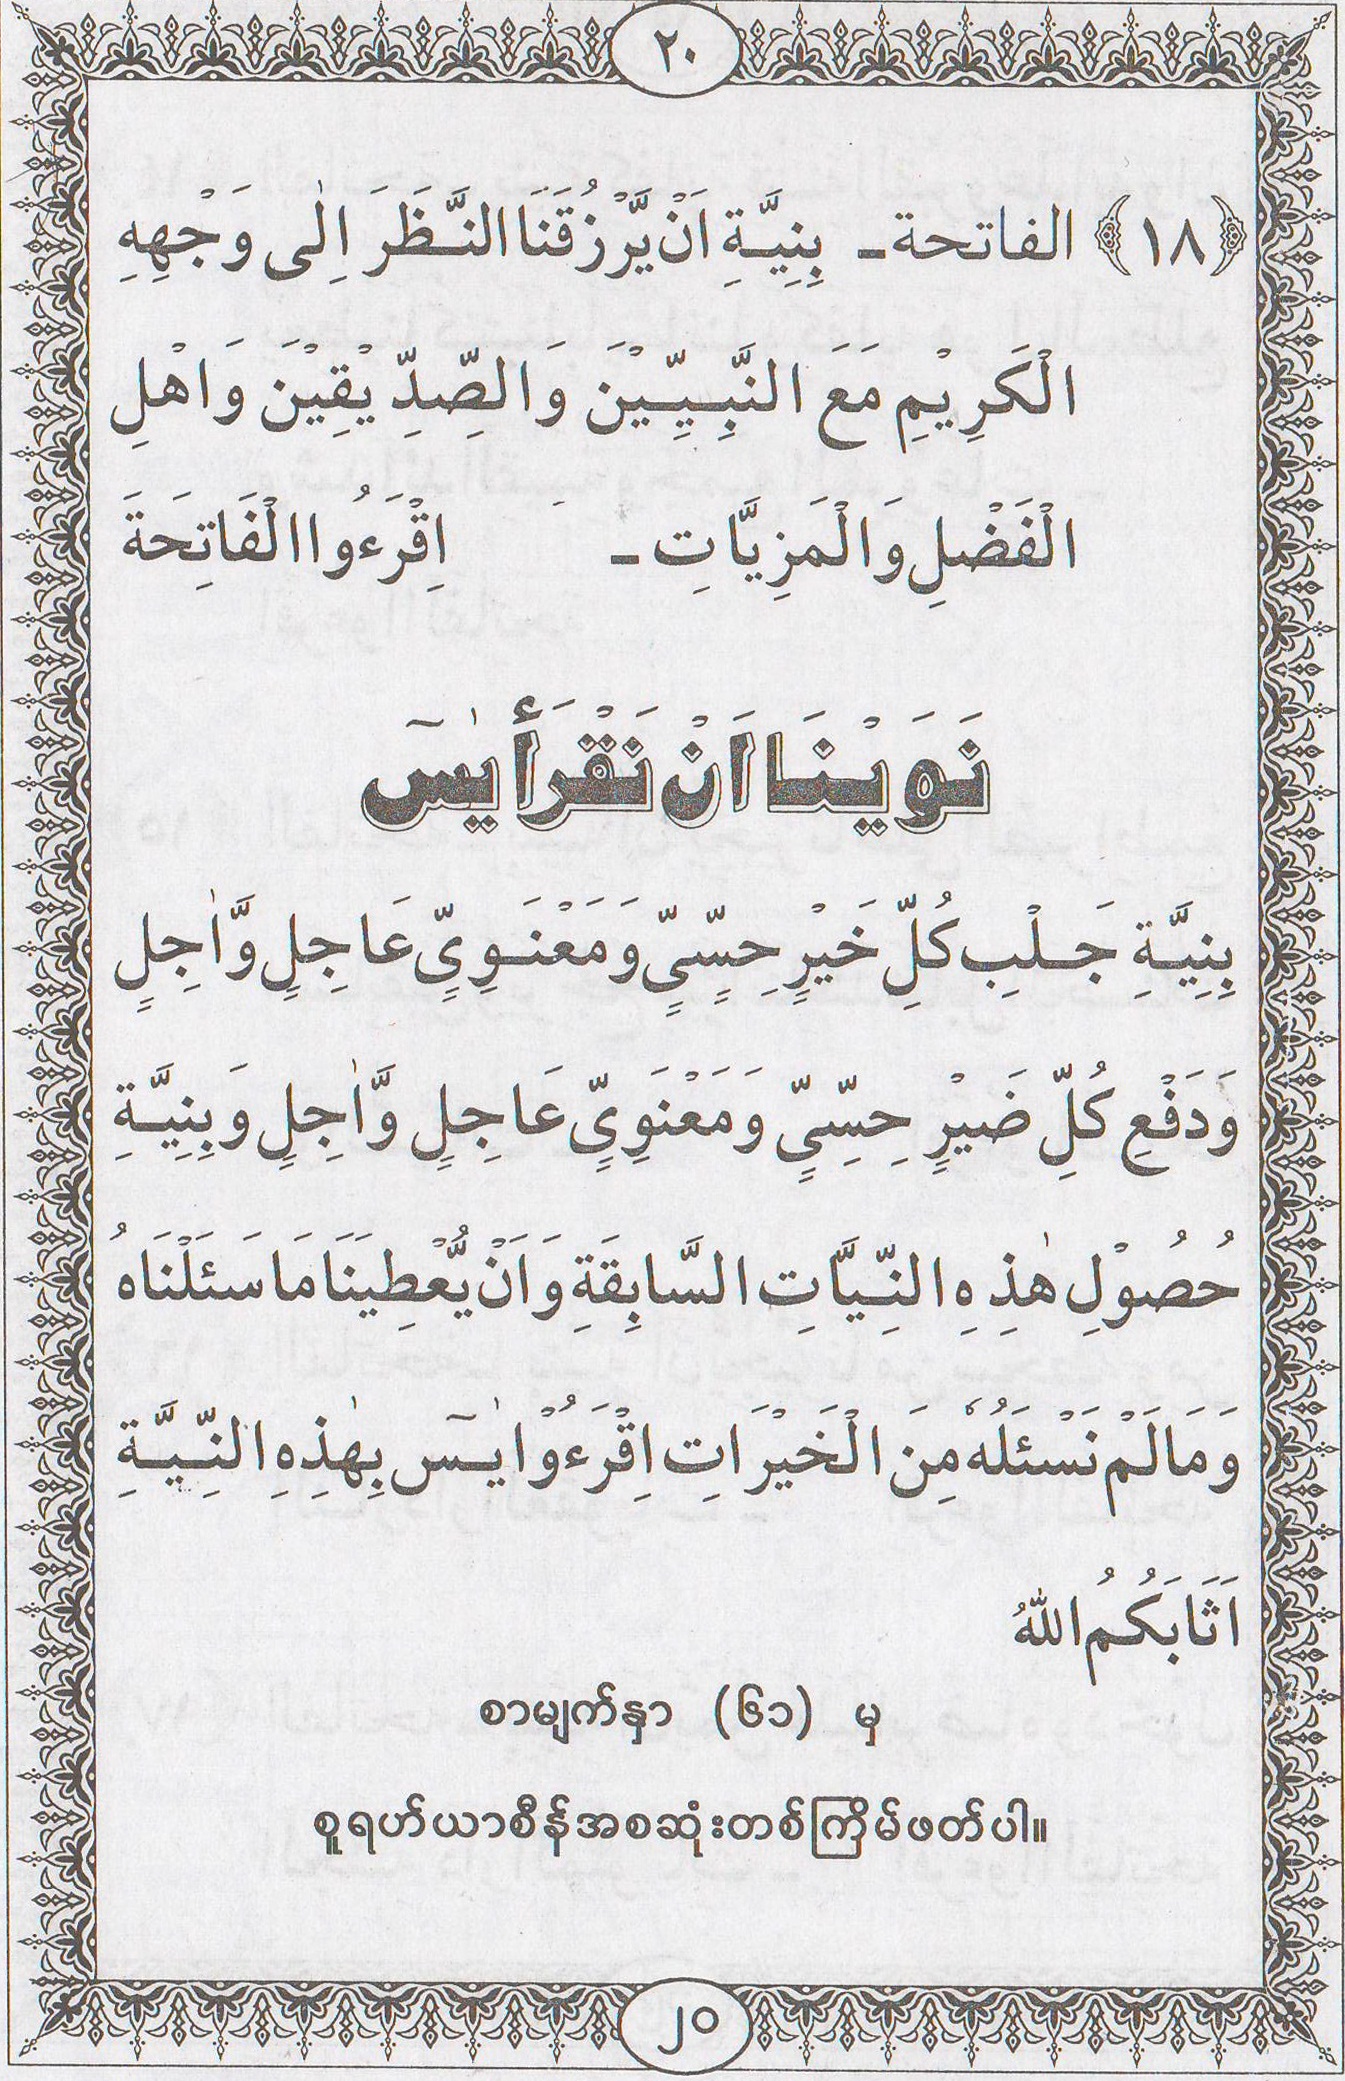 ٢٠
﴿١٨﴾ الفاتحة ـ بِنِيَّةِ اَنْ يَّرْزُقَنَا النَّظَرَ اِلٰى وَجْهِهِ
الْكَرِيْمِ مَعَ النَّبِيِّيْنَ وَالصِّدِّيْقِيْنَ وَاَهْلِ
الْفَضْلِ وَالْمَزِيَّاتِ ـ اِقْرَءُوا الْفَاتِحَةَ
نَوَيْنَا اَنْ نَقْرَأَ يٰسٓ
بِنِيَّةِ جَلْبِ كُلِّ خَيْرٍ حِسِّيٍّ وَمَعْنَوِيٍّ عَاجِلٍ وَّاٰجِلٍ
وَدَفْعِ كُلِّ ضَيْرٍ حِسِّيٍّ وَمَعْنَوِيٍّ عَاجِلٍ وَّاٰجِلٍ وَبِنِيَّةِ
حُصُوْلِ هٰذِهِ النِّيَّاتِ السَّابِقَةِ وَاَنْ يُّعْطِيَنَا مَا سَئَلْنَاهُ
وَمَالَمْ نَسْئَلْهُ مِنَ الْخَيْرَاتِ اِقْرَءُوْا يٰسٓ بِهٰذِهِ النِّيَّةِ
اَثَابَكُمُ اللّٰهُ
စာမျက်နှာ (၆၁) မှ
စူရဟ်ယာစီန်အစဆုံးတစ်ကြိမ်ဖတ်ပါ။
၂၀